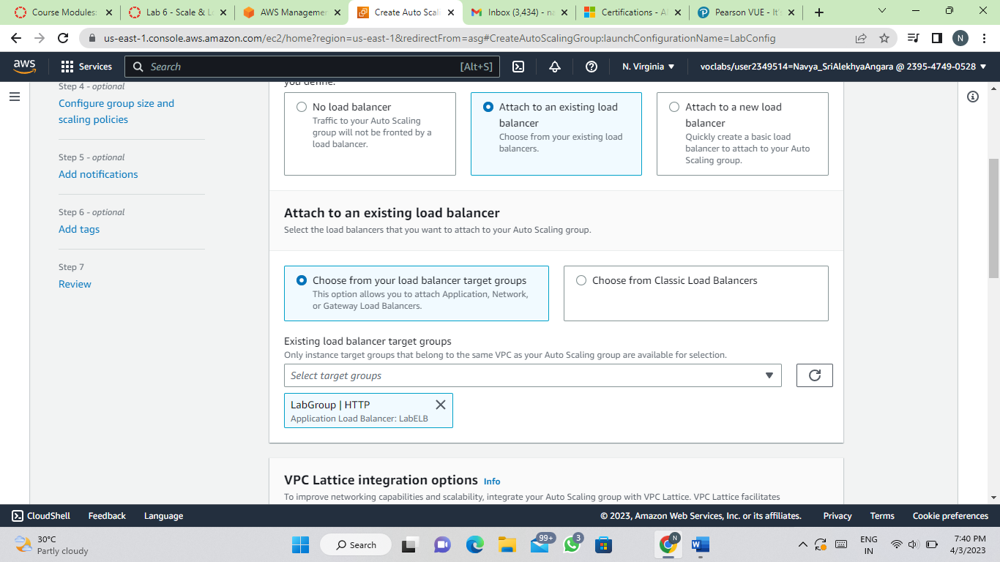 Course Modules:
Lab 6 - Scale & Lo
AWS Managemen
Create Auto Scali
Inbox (3,434) - na
Certifications - A
Pearson VUE - It's
us-east-1.console.aws.amazon.com/ec2/home?region=us-east-1&redirectFrom=asg#CreateAutoScalingGroup:launchConfigurationName=LabConfig
N
aws
Services
Search
[Alt+S]
N. Virginia
voclabs/user2349514=Navya_SriAlekhyaAngara @ 2395-4749-0528
Step 4 - optional
Configure group size and
scaling policies
Step 5 - optional
Add notifications
Step 6 - optional
Add tags
Step 7
Review
you define.
No load balancer
Traffic to your Auto Scaling
group will not be fronted by a
load balancer.
Attach to an existing load
balancer
Choose from your existing load
balancers.
Attach to a new load
balancer
Quickly create a basic load
balancer to attach to your Auto
Scaling group.
Attach to an existing load balancer
Select the load balancers that you want to attach to your Auto Scaling group.
Choose from your load balancer target groups
This option allows you to attach Application, Network,
or Gateway Load Balancers.
Choose from Classic Load Balancers
Existing load balancer target groups
Only instance target groups that belong to the same VPC as your Auto Scaling group are available for selection.
Select target groups
LabGroup | HTTP
Application Load Balancer: LabELB
VPC Lattice integration options Info
To improve networking capabilities and scalability, integrate your Auto Scaling group with VPC Lattice. VPC Lattice facilitates
CloudShell
Feedback
Language
© 2023, Amazon Web Services, Inc. or its affiliates.
Privacy
Terms
Cookie preferences
30°C
Partly cloudy
Search
99+
3
N
ENG
IN
7:40 PM
4/3/2023